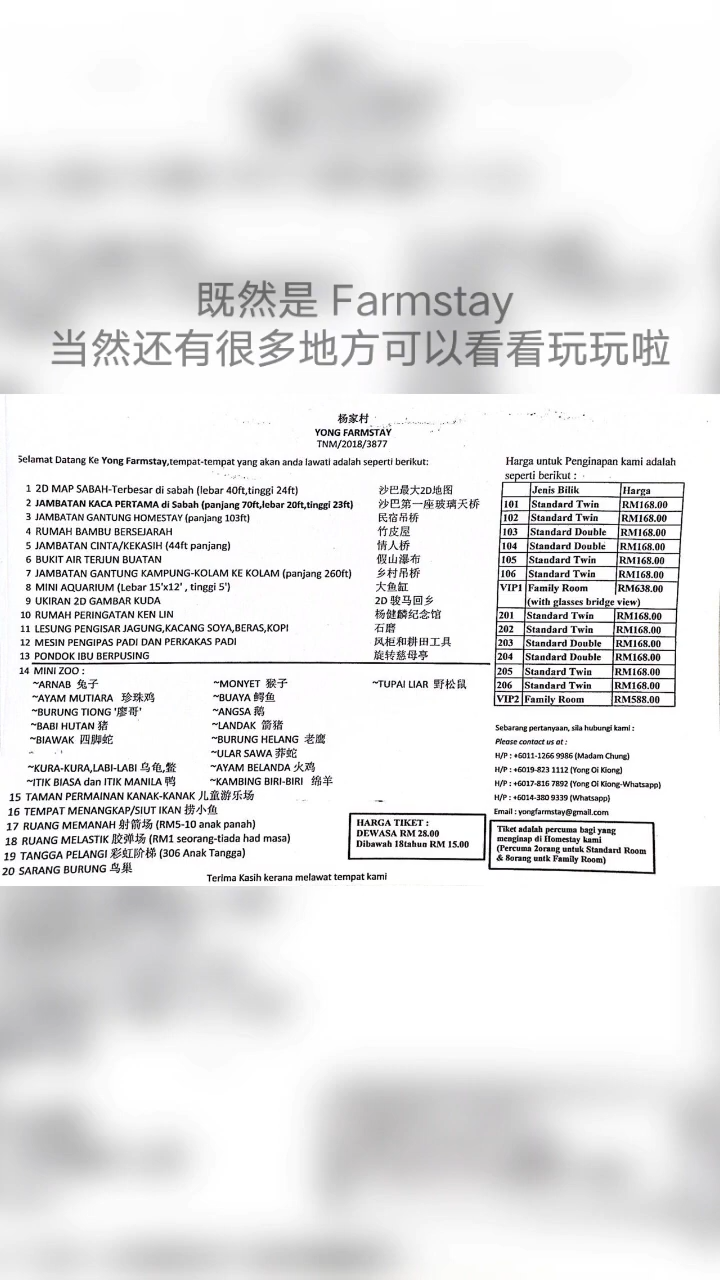 既然是 Farmstay
当然还有很多地方可以看看玩玩啦
杨家村
YONG FARMSTAY
TNM/2018/3877
Selamat Datang Ke Yong Farmstay,tempat-tempat yang akan anda lawati adalah seperti berikut:
1 2D MAP SABAH-Terbesar di sabah (lebar 40ft,tinggi 24ft) 沙巴最大2D地图
2 JAMBATAN KACA PERTAMA di Sabah (panjang 70ft,lebar 20ft,tinggi 23ft) 沙巴第一座玻璃天桥
3 JAMBATAN GANTUNG HOMESTAY (panjang 103ft) 民宿吊桥
4 RUMAH BAMBU BERSEJARAH 竹皮屋
5 JAMBATAN CINTA/KEKASIH (44ft panjang) 情人桥
6 BUKIT AIR TERJUN BUATAN 假山瀑布
7 JAMBATAN GANTUNG KAMPUNG-KOLAM KE KOLAM (panjang 260ft) 乡村吊桥
8 MINI AQUARIUM (Lebar 15'x12' , tinggi 5') 大鱼缸
9 UKIRAN 2D GAMBAR KUDA 2D 骏马回乡
10 RUMAH PERINGATAN KEN LIN 杨健麟纪念馆
11 LESUNG PENGISAR JAGUNG,KACANG SOYA,BERAS,KOPI 石磨
12 MESIN PENGIPAS PADI DAN PERKAKAS PADI 风柜和耕田工具
13 PONDOK IBU BERPUSING 旋转慈母亭
14 MINI ZOO :
~ARNAB 兔子 ~MONYET 猴子 ~TUPAI LIAR 野松鼠
~AYAM MUTIARA 珍珠鸡 ~BUAYA 鳄鱼
~BURUNG TIONG '廖哥' ~ANGSA 鹅
~BABI HUTAN 猪 ~LANDAK 箭猪
~BIAWAK 四脚蛇 ~BURUNG HELANG 老鹰
~ULAR SAWA 蟒蛇
~KURA-KURA,LABI-LABI 乌龟,鳖 ~AYAM BELANDA 火鸡
~ITIK BIASA dan ITIK MANILA 鸭 ~KAMBING BIRI-BIRI 绵羊
15 TAMAN PERMAINAN KANAK-KANAK 儿童游乐场
16 TEMPAT MENANGKAP/SIUT IKAN 捞小鱼
17 RUANG MEMANAH 射箭场 (RM5-10 anak panah)
18 RUANG MELASTIK 胶弹场 (RM1 seorang-tiada had masa)
19 TANGGA PELANGI 彩虹阶梯 (306 Anak Tangga)
20 SARANG BURUNG 鸟巢
HARGA TIKET :
DEWASA RM 28.00
Dibawah 18tahun RM 15.00
Terima Kasih kerana melawat tempat kami
Harga untuk Penginapan kami adalah
seperti berikut :
Jenis Bilik Harga
101 Standard Twin RM168.00
102 Standard Twin RM168.00
103 Standard Double RM168.00
104 Standard Double RM168.00
105 Standard Twin RM168.00
106 Standard Twin RM168.00
VIP1 Family Room RM638.00
(with glasses bridge view)
201 Standard Twin RM168.00
202 Standard Twin RM168.00
203 Standard Double RM168.00
204 Standard Double RM168.00
205 Standard Twin RM168.00
206 Standard Twin RM168.00
VIP2 Family Room RM588.00
Sebarang pertanyaan, sila hubungi kami :
Please contact us at :
H/P : +6011-1266 9986 (Madam Chung)
H/P : +6019-823 1112 (Yong Oi Kiong)
H/P : +6017-816 7892 (Yong Oi Kiong-Whatsapp)
H/P : +6014-380 9339 (Whatsapp)
Email : yongfarmstay@gmail.com
Tiket adalah percuma bagi yang
menginap di Homestay kami
(Percuma 2orang untuk Standard Room
& 8orang untk Family Room)